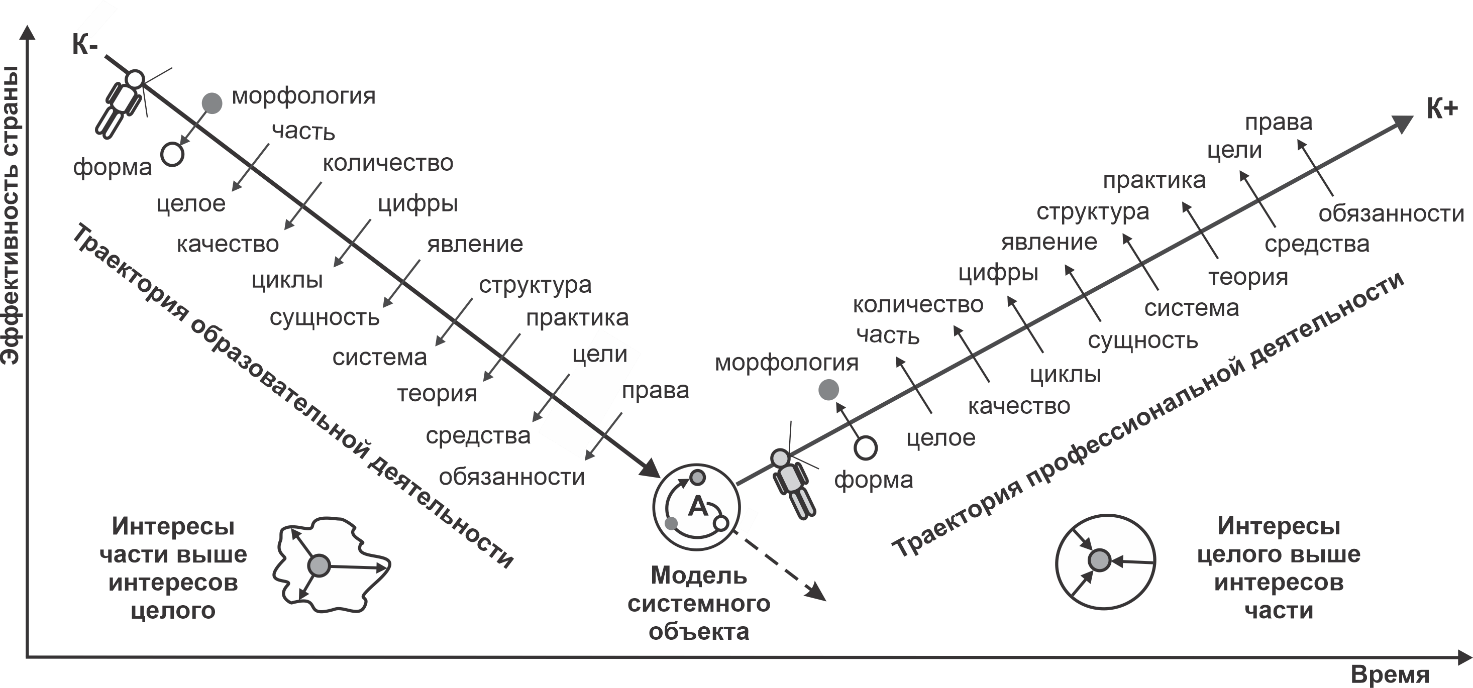 Эффективность страны
К-
морфология
форма
часть
целое
количество
качество
цифры
циклы
явление
сущность
структура
система
практика
теория
цели
средства
права
обязанности
Траектория образовательной деятельности
Интересы
части выше
интересов
целого
А
Модель
системного
объекта
морфология
форма
часть
целое
количество
качество
цифры
циклы
явление
сущность
структура
система
практика
теория
цели
средства
права
обязанности
К+
Траектория профессиональной деятельности
Интересы
целого выше
интересов
части
Время